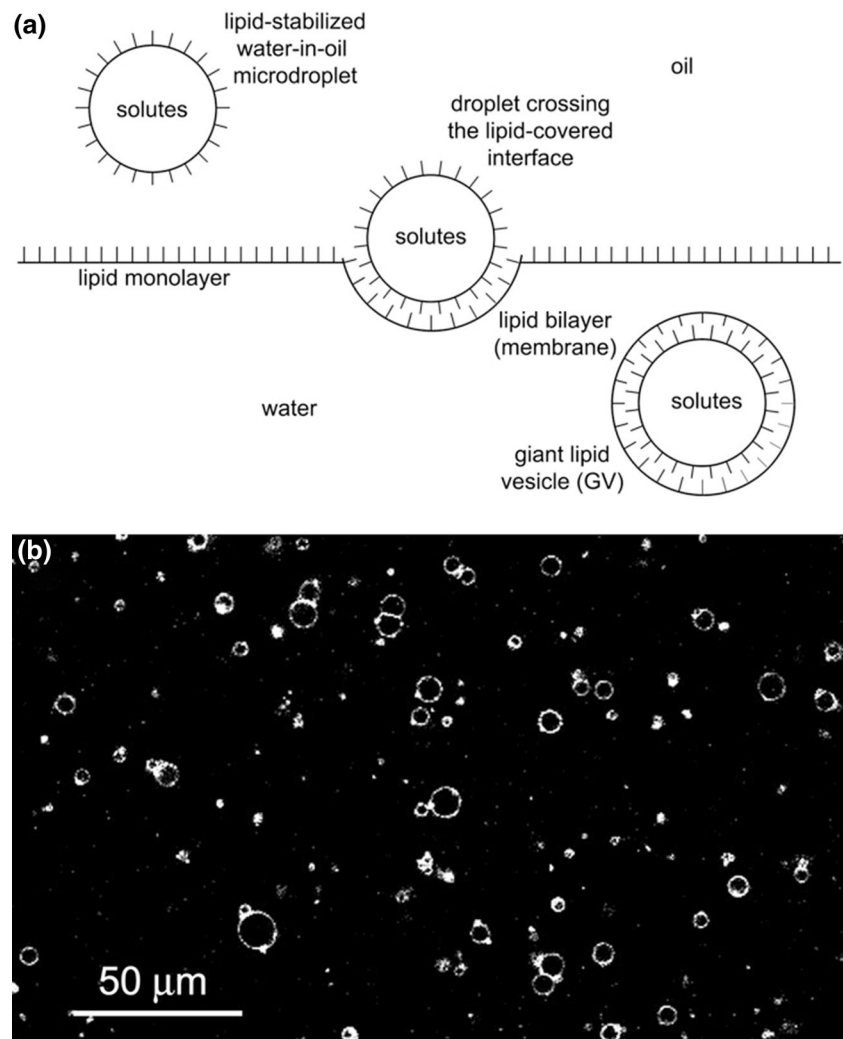 (a)
lipid-stabilized
water-in-oil
microdroplet
solutes
oil
droplet crossing
the lipid-covered
interface
solutes
lipid monolayer
lipid bilayer
(membrane)
water
solutes
giant lipid
vesicle (GV)
(b)
50 μm